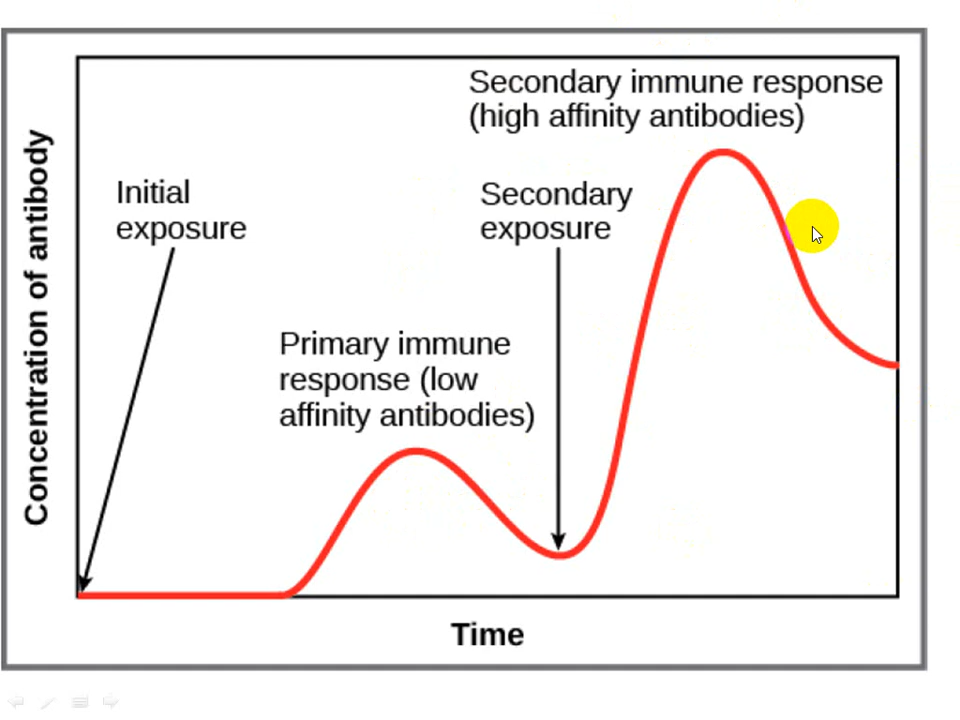 Secondary immune response
(high affinity antibodies)
Initial
exposure
Secondary
exposure
Primary immune
response (low
affinity antibodies)
Concentration of antibody
Time